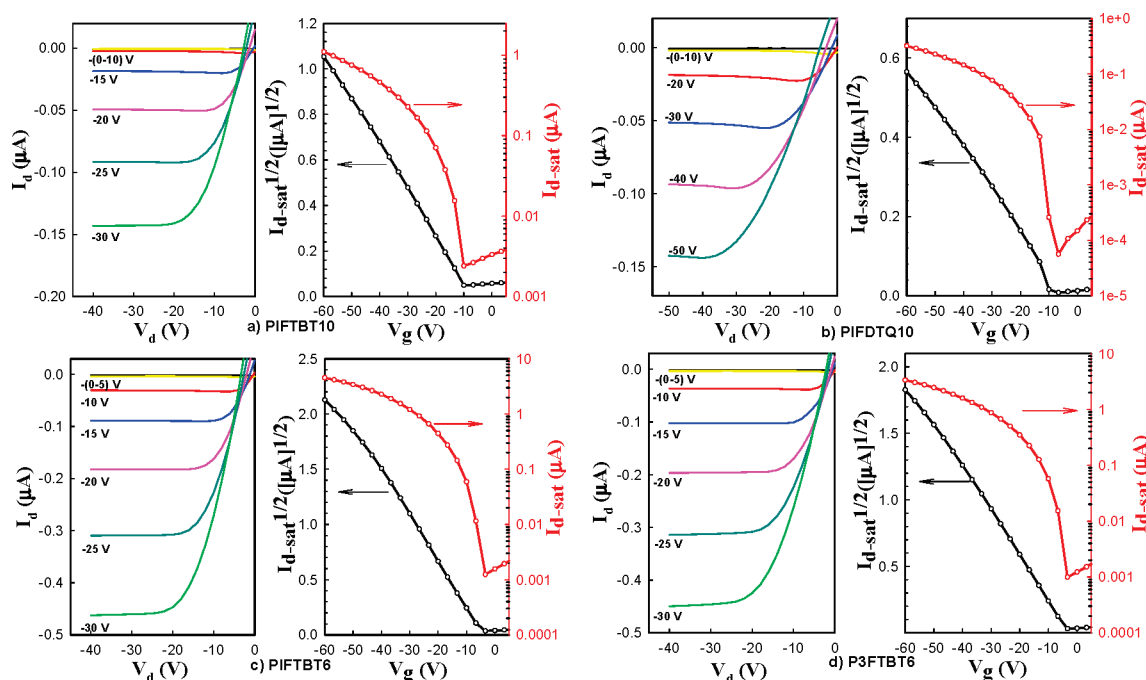 0.00
-0.05
-0.10
-0.15
-0.20
I_d (µA)
-(0-10) V
-15 V
-20 V
-25 V
-30 V
-40 -30 -20 -10 0
V_d (V)
1.2
1.0
0.8
0.6
0.4
0.2
0.0
I_{d-sat}^{1/2}([µA]^{1/2})
-60 -50 -40 -30 -20 -10 0
V_g (V)
1
0.1
0.01
0.001
I_{d-sat} (µA)
a) PIFTBT10
0.00
-0.05
-0.10
-0.15
I_d (µA)
-(0-10) V
-20 V
-30 V
-40 V
-50 V
-50 -40 -30 -20 -10 0
V_d (V)
0.6
0.4
0.2
0.0
I_{d-sat}^{1/2}([µA]^{1/2})
-60 -50 -40 -30 -20 -10 0
V_g (V)
1e+0
1e-1
1e-2
1e-3
1e-4
1e-5
I_{d-sat} (µA)
b) PIFDTQ10
0.0
-0.1
-0.2
-0.3
-0.4
-0.5
I_d (µA)
-(0-5) V
-10 V
-15 V
-20 V
-25 V
-30 V
-40 -30 -20 -10 0
V_d (V)
2.5
2.0
1.5
1.0
0.5
0.0
I_{d-sat}^{1/2}([µA]^{1/2})
-60 -50 -40 -30 -20 -10 0
V_g (V)
10
1
0.1
0.01
0.001
0.0001
I_{d-sat} (µA)
c) PIFTBT6
0.0
-0.1
-0.2
-0.3
-0.4
-0.5
I_d (µA)
-(0-5) V
-10 V
-15 V
-20 V
-25 V
-30 V
-50 -40 -30 -20 -10 0
V_d (V)
2.0
1.5
1.0
0.5
I_{d-sat}^{1/2}([µA]^{1/2})
-60 -50 -40 -30 -20 -10 0
V_g (V)
10
1
0.1
0.01
0.001
0.0001
I_{d-sat} (µA)
d) P3FTBT6